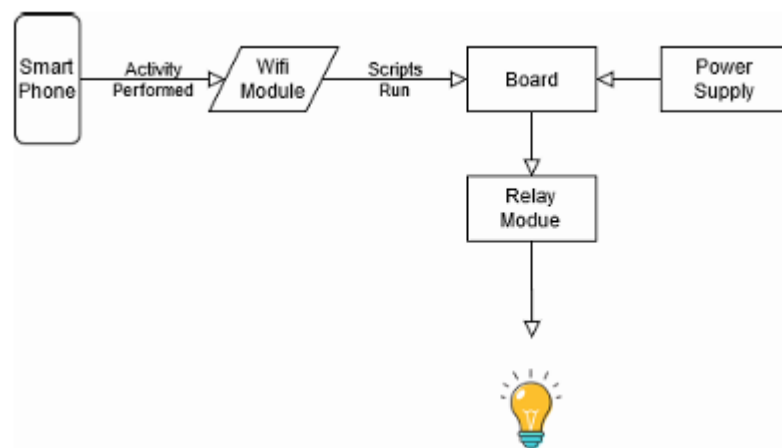 Smart
Phone
Activity
Performed
Wifi
Module
Scripts
Run
Board
Power
Supply
Relay
Modue